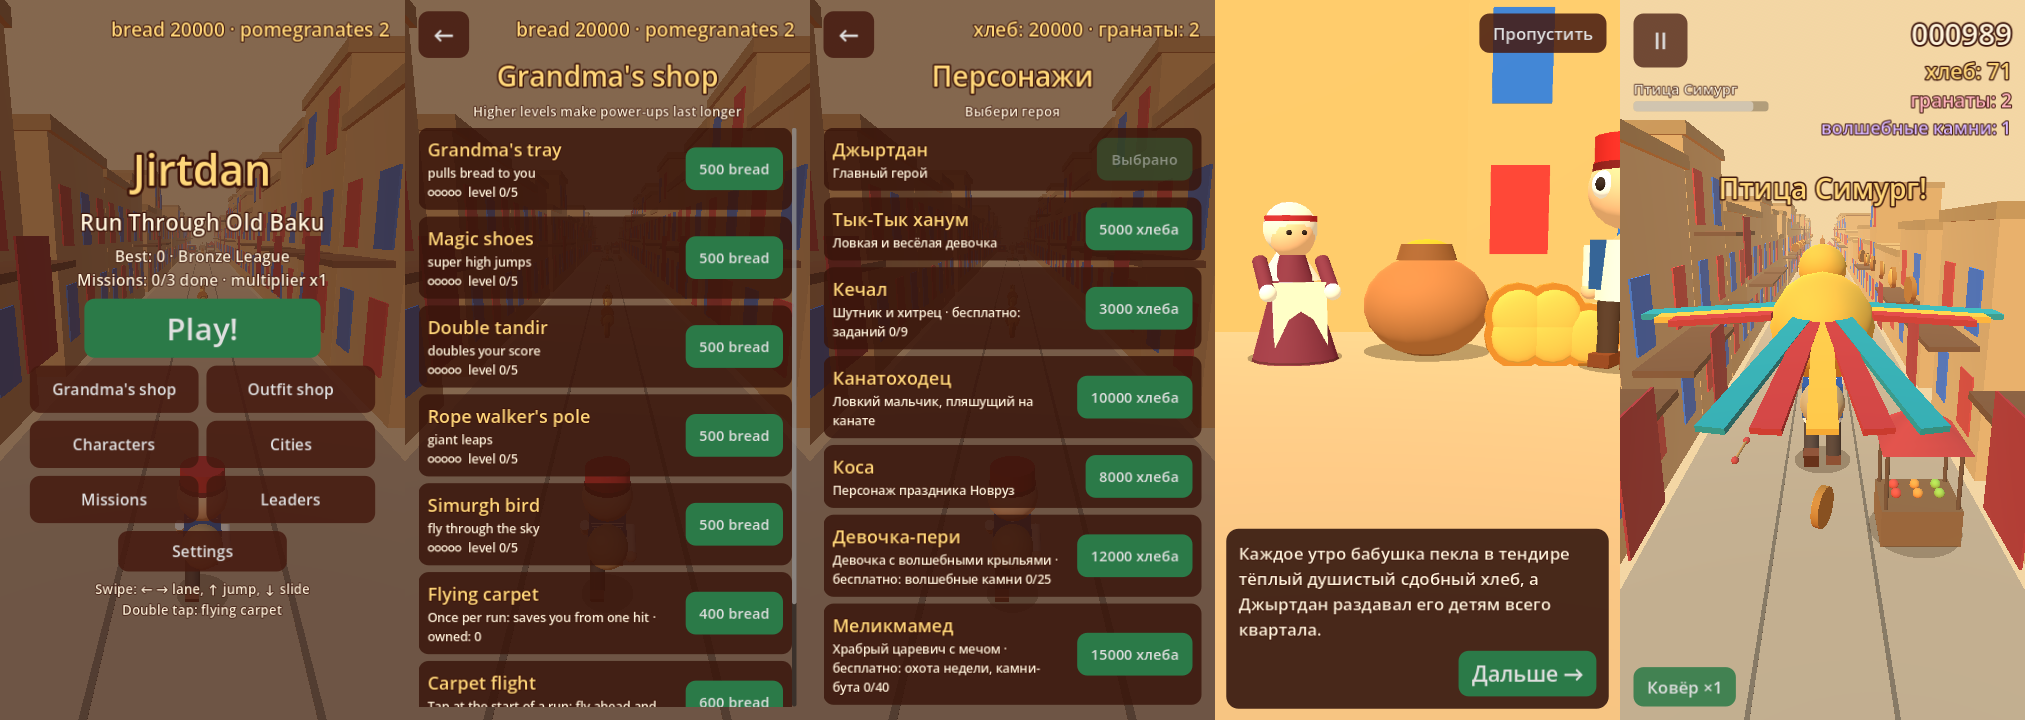 bread 20000 · pomegranates 2
Jirtdan
Run Through Old Baku
Best: 0 · Bronze League
Missions: 0/3 done · multiplier x1
Play!
Grandma's shop
Outfit shop
Characters
Cities
Missions
Leaders
Settings
Swipe: ← → lane, ↑ jump, ↓ slide
Double tap: flying carpet
←
bread 20000 · pomegranates 2
Grandma's shop
Higher levels make power-ups last longer
Grandma's tray
pulls bread to you
level 0/5
500 bread
Magic shoes
super high jumps
level 0/5
500 bread
Double tandir
doubles your score
level 0/5
500 bread
Rope walker's pole
giant leaps
level 0/5
500 bread
Simurgh bird
fly through the sky
level 0/5
500 bread
Flying carpet
Once per run: saves you from one hit ·
owned: 0
400 bread
Carpet flight
Tap at the start of a run: fly ahead and
600 bread
←
хлеб: 20000 · гранаты: 2
Персонажи
Выбери героя
Джыртдан
Главный герой
Выбрано
Тык-Тык ханум
Ловкая и весёлая девочка
5000 хлеба
Кечал
Шутник и хитрец · бесплатно:
заданий 0/9
3000 хлеба
Канатоходец
Ловкий мальчик, пляшущий на
канате
10000 хлеба
Коса
Персонаж праздника Новруз
8000 хлеба
Девочка-пери
Девочка с волшебными крыльями ·
бесплатно: волшебные камни 0/25
12000 хлеба
Меликмамед
Храбрый царевич с мечом ·
бесплатно: охота недели, камни-
бута 0/40
15000 хлеба
Пропустить
Каждое утро бабушка пекла в тендире
тёплый душистый сдобный хлеб, а
Джыртдан раздавал его детям всего
квартала.
Дальше →
000989
хлеб: 71
Птица Симург
гранаты: 2
волшебные камни: 1
Птица Симург!
Ковёр ×1